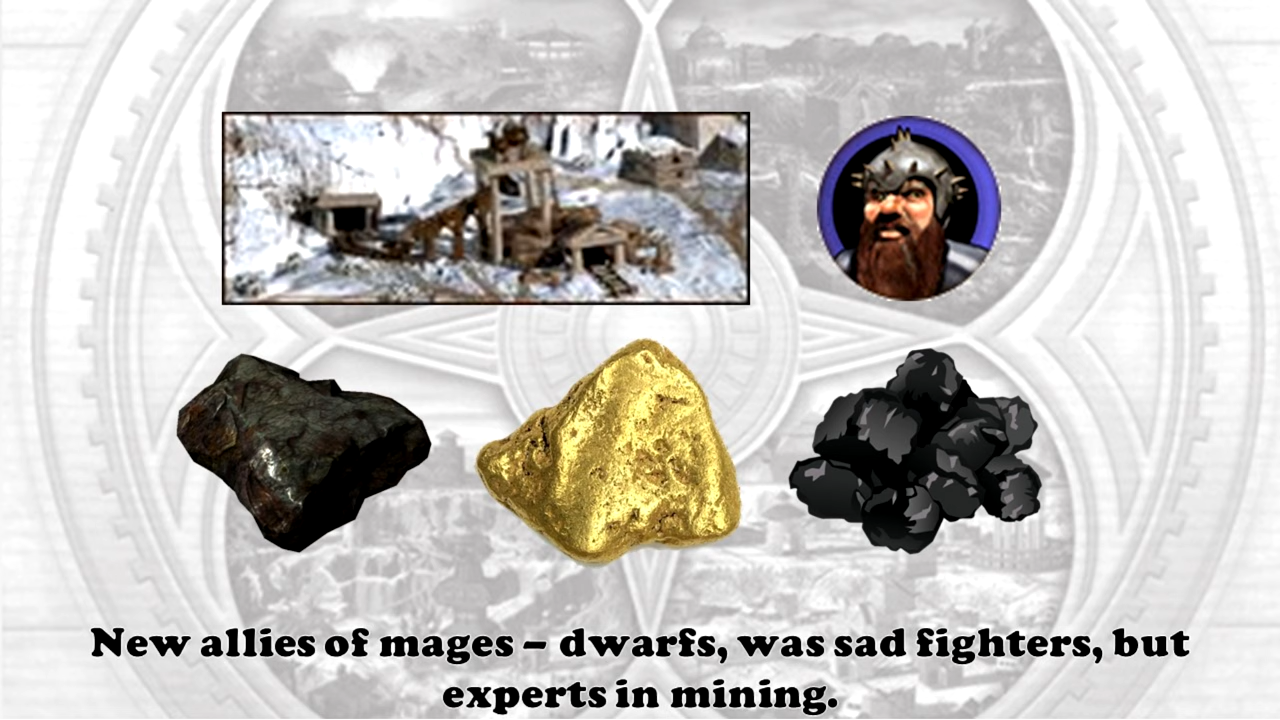 New allies of mages – dwarfs, was sad fighters, but
experts in mining.